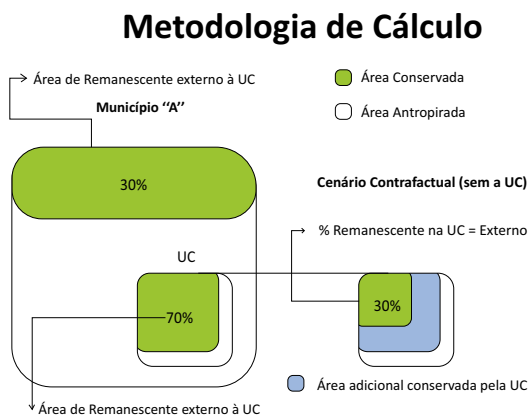 Metodologia de Cálculo
Área de Remanescente externo à UC
Município “A”
Área Conservada
Área Antropirada
30%
Cenário Contrafactual (sem a UC)
% Remanescente na UC = Externo
UC
70%
30%
Área adicional conservada pela UC
Área de Remanescente externo à UC